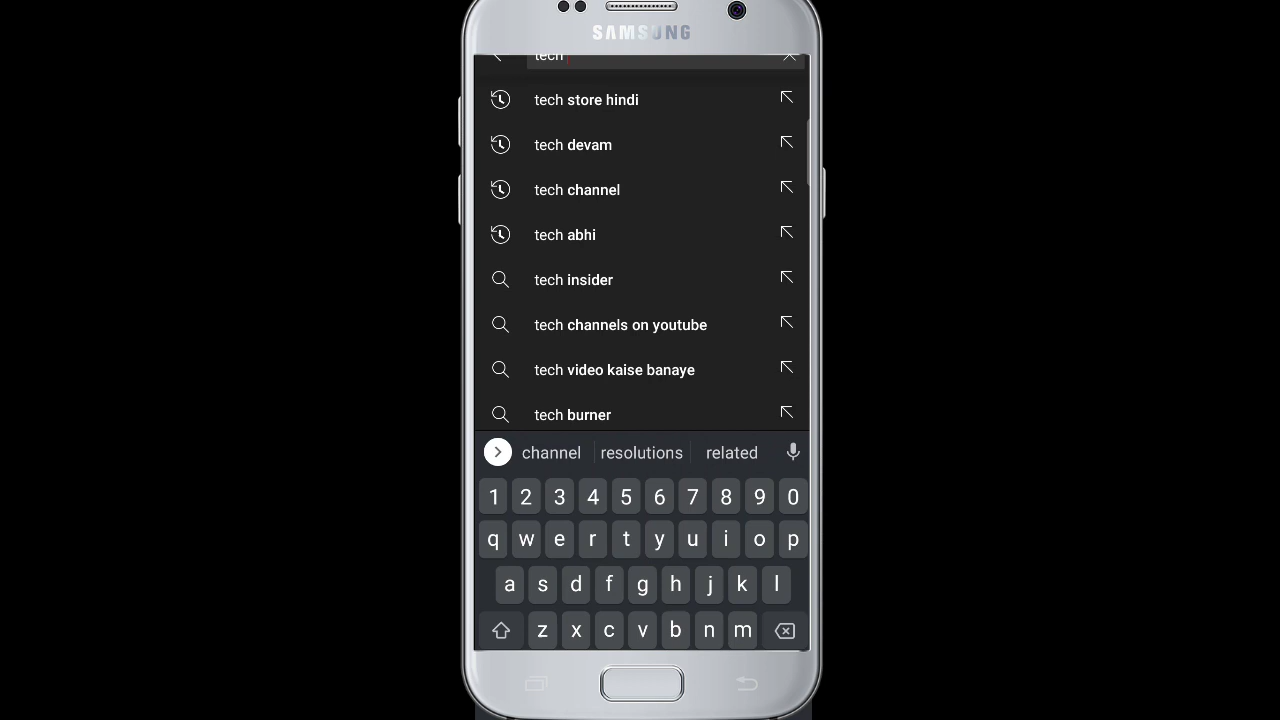 SAMSUNG
tech
tech store hindi
tech devam
tech channel
tech abhi
tech insider
tech channels on youtube
tech video kaise banaye
tech burner
channel resolutions related
1 2 3 4 5 6 7 8 9 0
q w e r t y u i o p
a s d f g h j k l
z x c v b n m